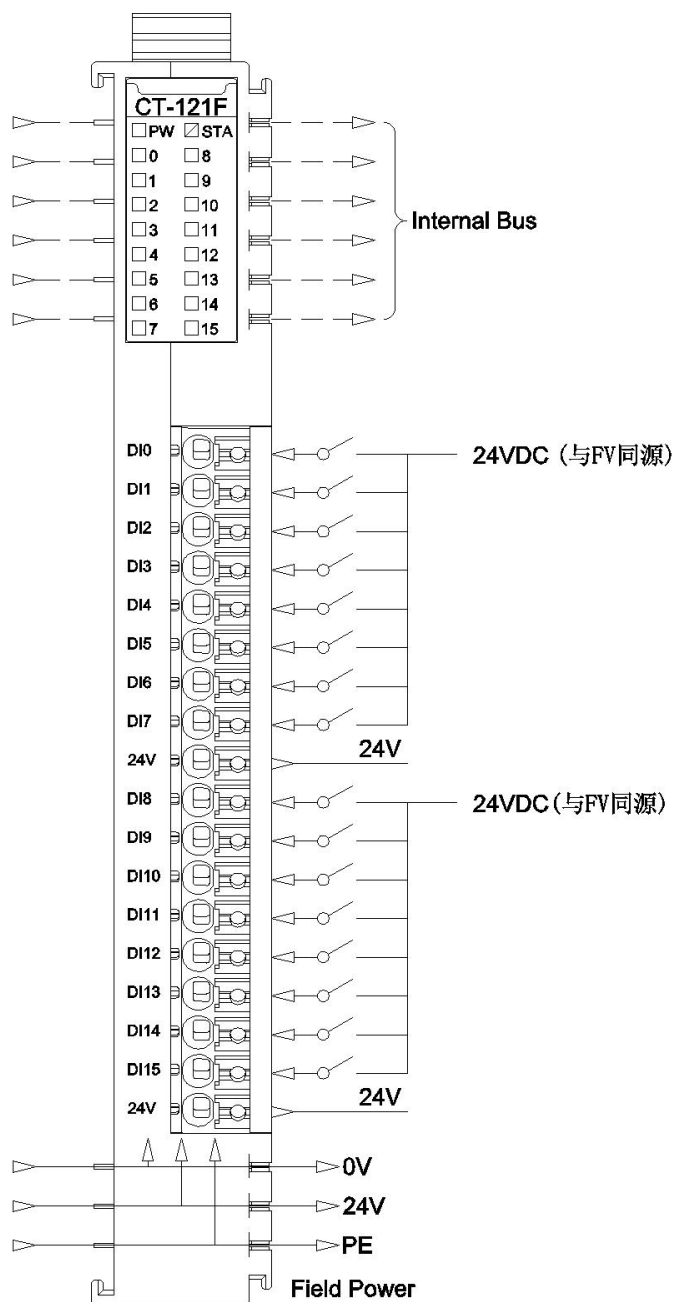 CT-121F
PW STA
0 8
1 9
2 10
3 11
4 12
5 13
6 14
7 15
Internal Bus
DI0 24VDC (与FV同源)
DI1
DI2
DI3
DI4
DI5
DI6
DI7
24V 24V
DI8 24VDC (与FV同源)
DI9
DI10
DI11
DI12
DI13
DI14
DI15
24V 24V
0V
24V
PE
Field Power